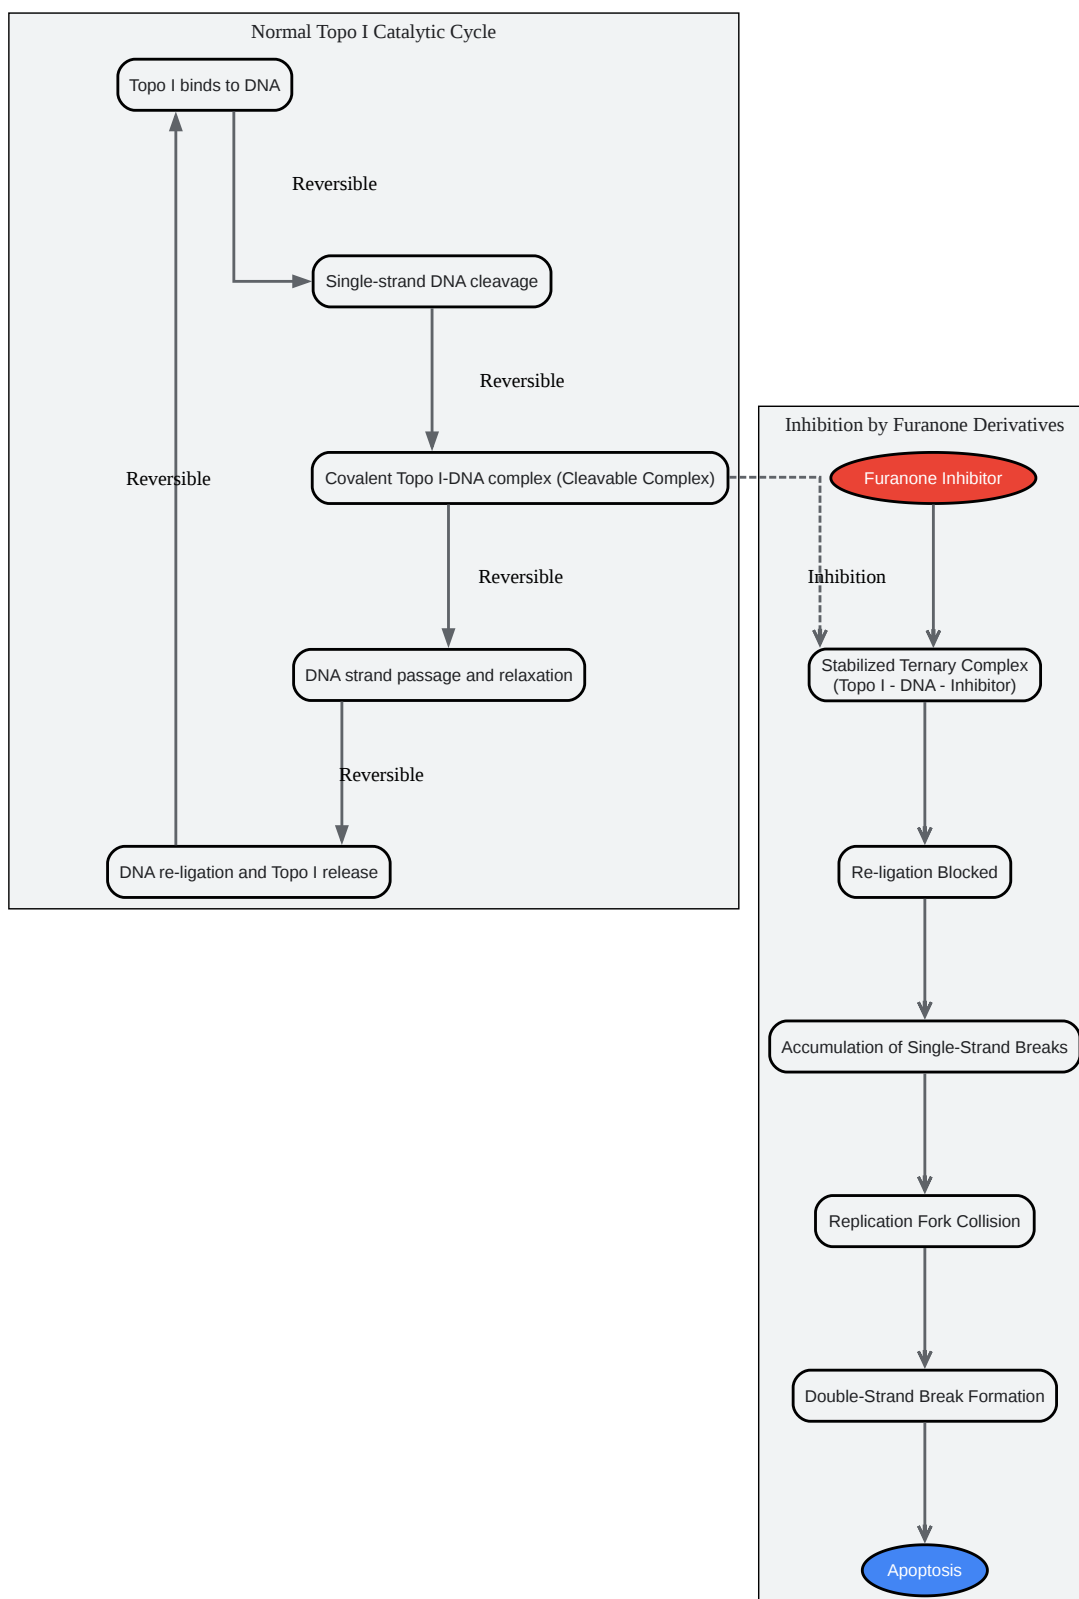 Normal Topo I Catalytic Cycle
Topo I binds to DNA
Reversible
Single-strand DNA cleavage
Reversible
Covalent Topo I-DNA complex (Cleavable Complex)
Reversible
Reversible
DNA strand passage and relaxation
Reversible
DNA re-ligation and Topo I release
Inhibition by Furanone Derivatives
Furanone Inhibitor
Inhibition
Stabilized Ternary Complex
(Topo I - DNA - Inhibitor)
Re-ligation Blocked
Accumulation of Single-Strand Breaks
Replication Fork Collision
Double-Strand Break Formation
Apoptosis